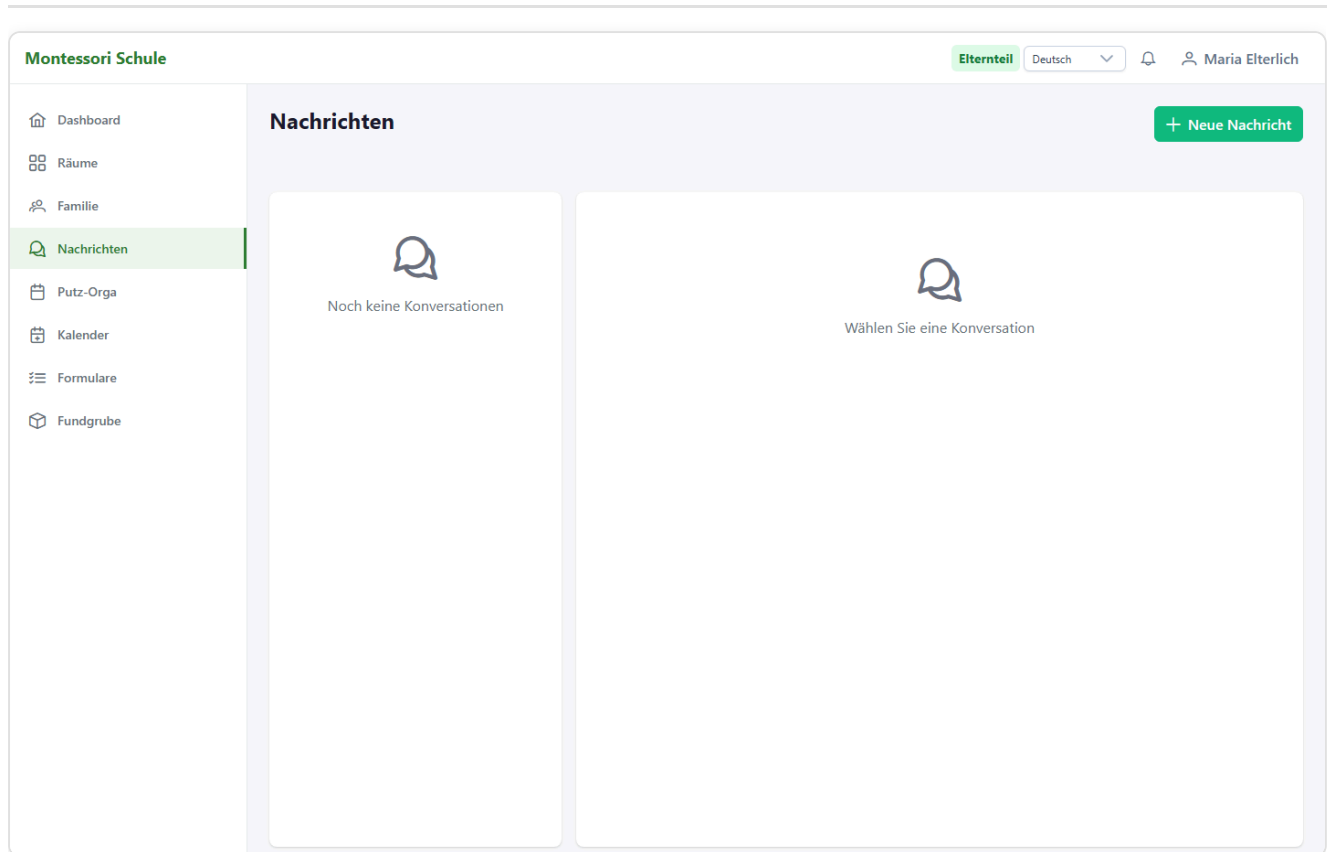 Montessori Schule
Elternteil
Deutsch
Maria Elterlich
Dashboard
Räume
Familie
Nachrichten
Putz-Orga
Kalender
Formulare
Fundgrube
Nachrichten
Neue Nachricht
Noch keine Konversationen
Wählen Sie eine Konversation